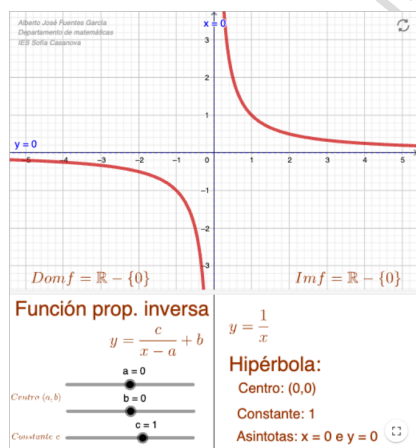 Alberto José Fuentes García
Departamento de matemáticas
IES Sofía Casanova
x = 0
y = 0
3
2
1
0
−1
−2
−3
−5
−4
−3
−2
−1
1
2
3
4
5
Dom f = ℝ − {0}
Im f = ℝ − {0}
Función prop. inversa
y = c/(x − a) + b
a = 0
Centro (a, b)
b = 0
c = 1
Constante c
y = 1/x
Hipérbola:
Centro: (0,0)
Constante: 1
Asíntotas: x = 0 e y = 0